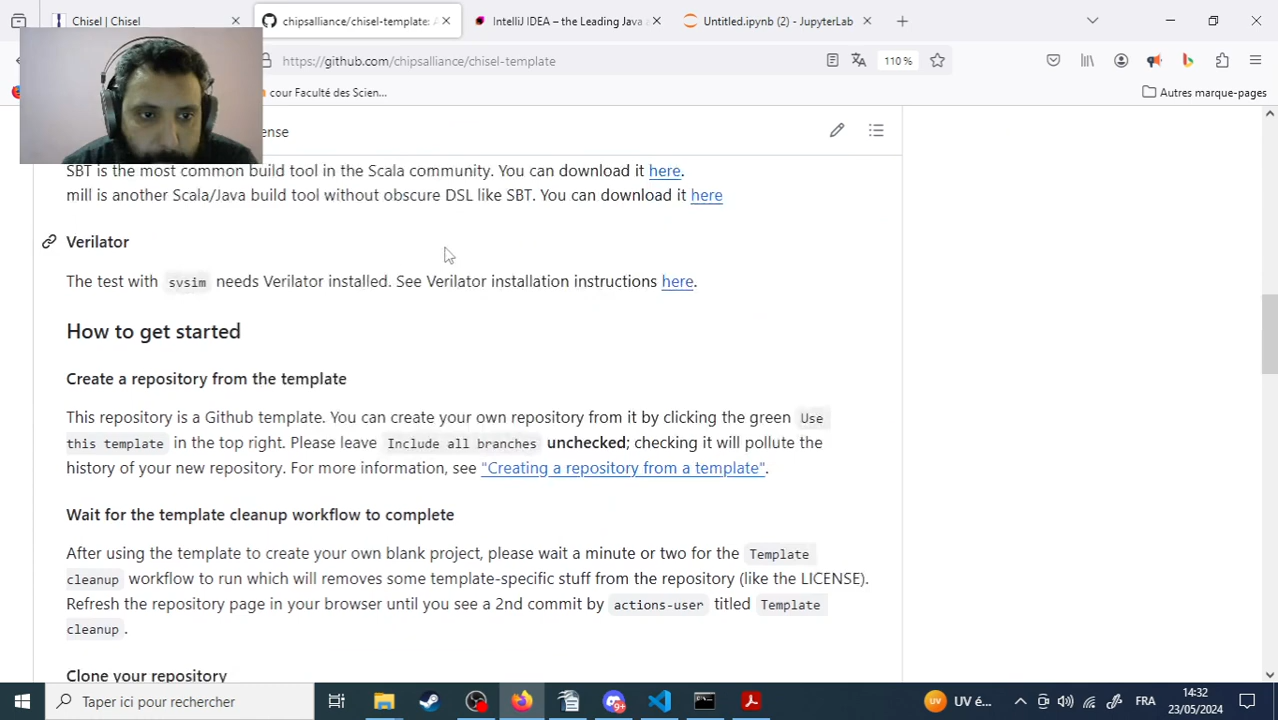 Chisel | Chisel
chipsalliance/chisel-template:
IntelliJ IDEA – the Leading Java
Untitled.ipynb (2) - JupyterLab
https://github.com/chipsalliance/chisel-template
110 %
cour Faculté des Scien...
Autres marque-pages
ense
SBT is the most common build tool in the Scala community. You can download it here.
mill is another Scala/Java build tool without obscure DSL like SBT. You can download it here
Verilator
The test with svsim needs Verilator installed. See Verilator installation instructions here.
How to get started
Create a repository from the template
This repository is a Github template. You can create your own repository from it by clicking the green Use
this template in the top right. Please leave Include all branches unchecked; checking it will pollute the
history of your new repository. For more information, see "Creating a repository from a template".
Wait for the template cleanup workflow to complete
After using the template to create your own blank project, please wait a minute or two for the Template
cleanup workflow to run which will removes some template-specific stuff from the repository (like the LICENSE).
Refresh the repository page in your browser until you see a 2nd commit by actions-user titled Template
cleanup.
Clone your repository
Taper ici pour rechercher
UV
UV é...
FRA
14:32
23/05/2024